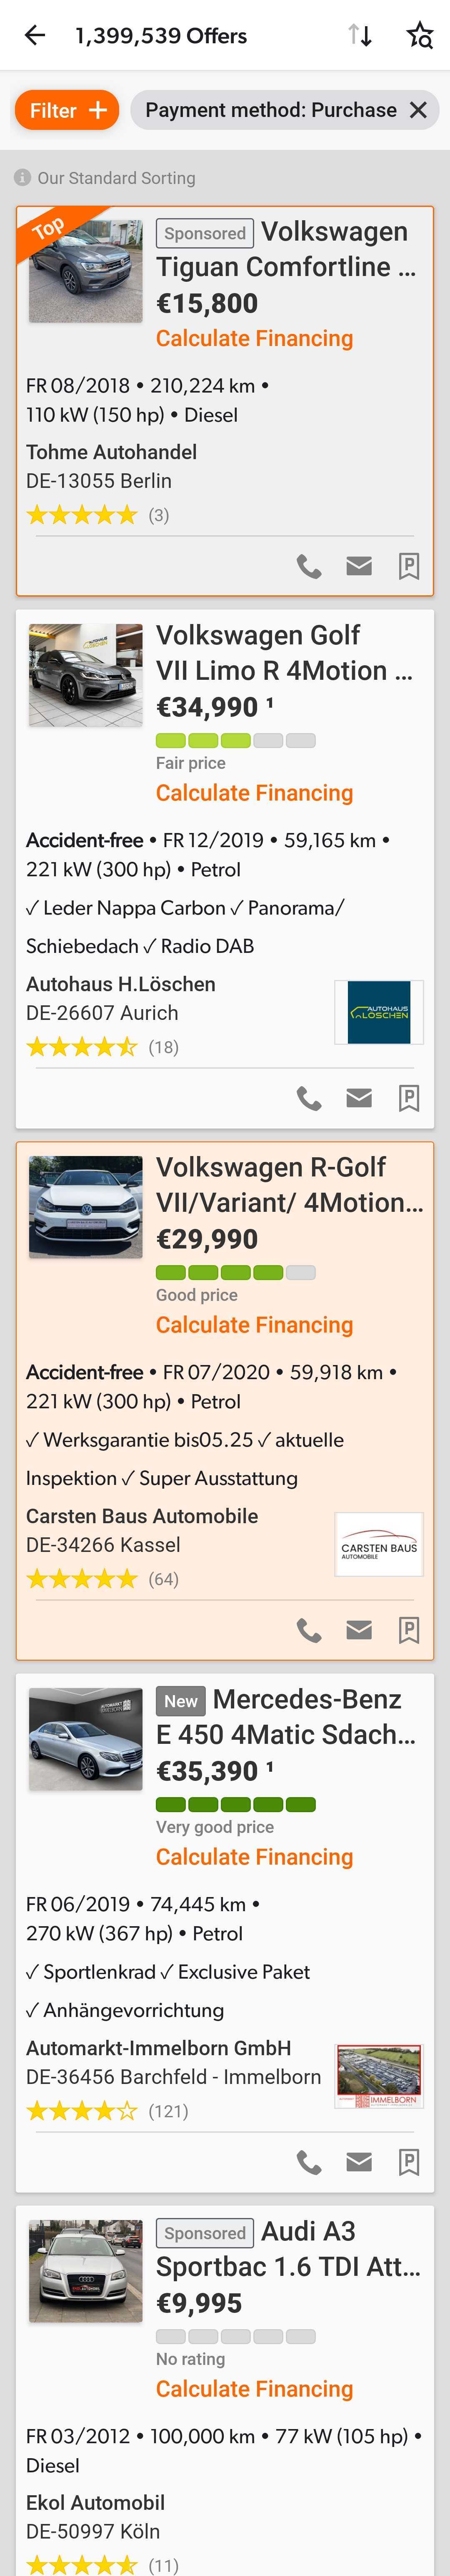 1,399,539 Offers
Filter
Payment method: Purchase
Our Standard Sorting
Top
Sponsored Volkswagen
Tiguan Comfortline ...
€15,800
Calculate Financing
FR 08/2018 • 210,224 km •
110 kW (150 hp) • Diesel
Tohme Autohandel
DE-13055 Berlin
(3)
P
Volkswagen Golf
VII Limo R 4Motion ...
€34,990 ¹
Fair price
Calculate Financing
Accident-free • FR 12/2019 • 59,165 km •
221 kW (300 hp) • Petrol
✓ Leder Nappa Carbon ✓ Panorama/
Schiebedach ✓ Radio DAB
Autohaus H.Löschen
AUTOHAUS
LÖSCHEN
DE-26607 Aurich
(18)
P
Volkswagen R-Golf
VII/Variant/ 4Motion...
€29,990
Good price
Calculate Financing
Accident-free • FR 07/2020 • 59,918 km •
221 kW (300 hp) • Petrol
✓ Werksgarantie bis05.25 ✓ aktuelle
Inspektion ✓ Super Ausstattung
Carsten Baus Automobile
CARSTEN BAUS
AUTOMOBILE
DE-34266 Kassel
(64)
P
New Mercedes-Benz
E 450 4Matic Sdach...
€35,390 ¹
Very good price
Calculate Financing
FR 06/2019 • 74,445 km •
270 kW (367 hp) • Petrol
✓ Sportlenkrad ✓ Exclusive Paket
✓ Anhängevorrichtung
Automarkt-Immelborn GmbH
DE-36456 Barchfeld - Immelborn
IMMELBORN
(121)
P
Sponsored Audi A3
Sportbac 1.6 TDI Att...
€9,995
No rating
Calculate Financing
FR 03/2012 • 100,000 km • 77 kW (105 hp) •
Diesel
Ekol Automobil
DE-50997 Köln
(11)